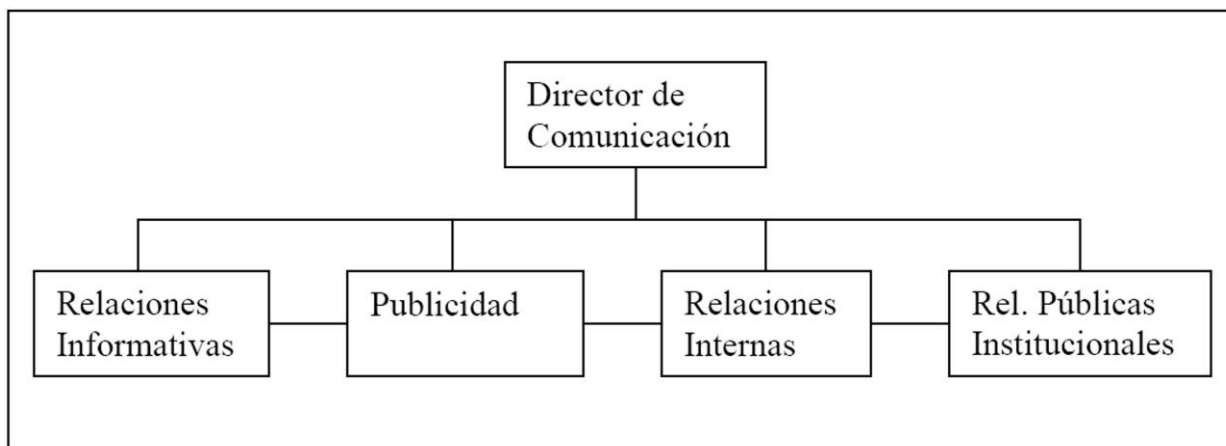 Director de
Comunicación
Relaciones
Informativas
Publicidad
Relaciones
Internas
Rel. Públicas
Institucionales